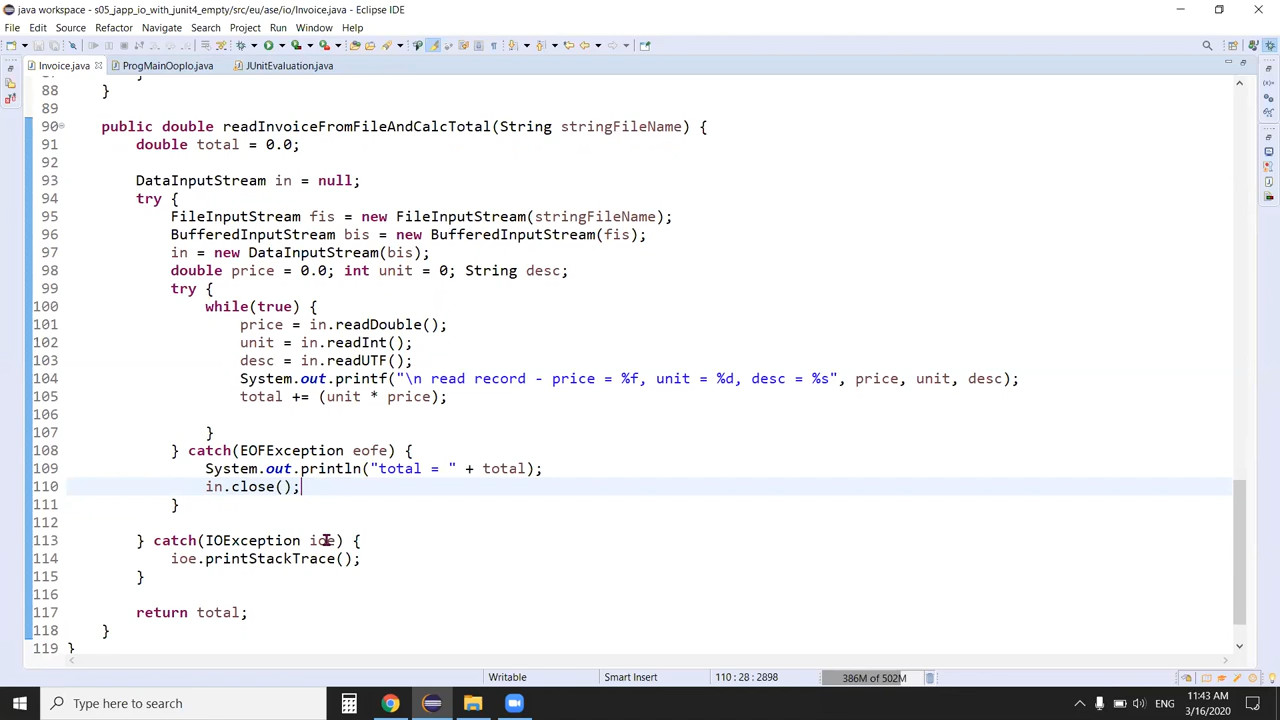 java workspace - s05_japp_io_with_junit4_empty/src/eu/ase/io/Invoice.java - Eclipse IDE
File Edit Source Refactor Navigate Search Project Run Window Help
Invoice.java ProgMainOopIo.java JUnitEvaluation.java
88 }
89
90 public double readInvoiceFromFileAndCalcTotal(String stringFileName) {
91 double total = 0.0;
92
93 DataInputStream in = null;
94 try {
95 FileInputStream fis = new FileInputStream(stringFileName);
96 BufferedInputStream bis = new BufferedInputStream(fis);
97 in = new DataInputStream(bis);
98 double price = 0.0; int unit = 0; String desc;
99 try {
100 while(true) {
101 price = in.readDouble();
102 unit = in.readInt();
103 desc = in.readUTF();
104 System.out.printf("\n read record - price = %f, unit = %d, desc = %s", price, unit, desc);
105 total += (unit * price);
106
107 }
108 } catch(EOFException eofe) {
109 System.out.println("total = " + total);
110 in.close();
111 }
112
113 } catch(IOException ioe) {
114 ioe.printStackTrace();
115 }
116
117 return total;
118 }
119 }
Writable Smart Insert 110 : 28 : 2898 386M of 502M
Type here to search
ENG
11:43 AM
3/16/2020